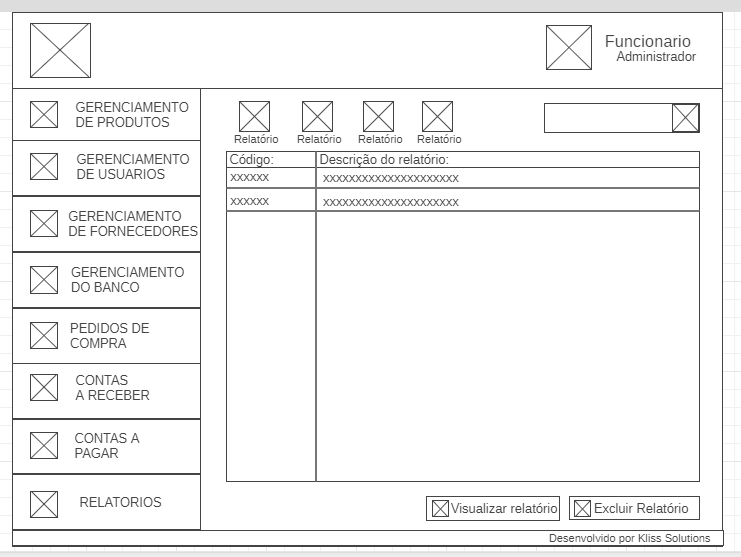 Funcionario
Administrador
GERENCIAMENTO
DE PRODUTOS
GERENCIAMENTO
DE USUARIOS
GERENCIAMENTO
DE FORNECEDORES
GERENCIAMENTO
DO BANCO
PEDIDOS DE
COMPRA
CONTAS
A RECEBER
CONTAS A
PAGAR
RELATORIOS
Relatório Relatório Relatório Relatório
Código: Descrição do relatório:
xxxxxx xxxxxxxxxxxxxxxxxxxxx
xxxxxx xxxxxxxxxxxxxxxxxxxxx
Visualizar relatório Excluir Relatório
Desenvolvido por Kliss Solutions